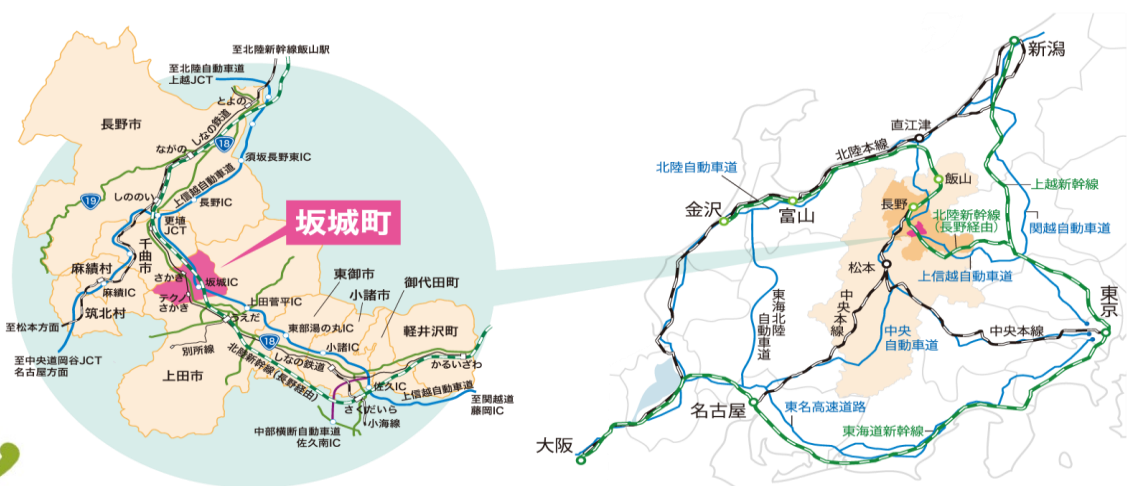 至北陸新幹線飯山駅
至北陸自動車道
上越JCT
とよの
しなの鉄道
長野市
18
ながの
須坂長野東IC
上信越自動車道
19
しののい
長野IC
更埴
JCT
坂城町
千曲市
麻績村
麻績IC
さかき
坂城IC
筑北村
テクノ
さかき
上田菅平IC
東御市
小諸市
御代田町
至松本方面
うえだ
東部湯の丸IC
軽井沢町
18
小諸IC
別所線
しなの鉄道
かるいざわ
至中央道岡谷JCT
名古屋方面
上田市
北陸新幹線(長野経由)
佐久IC
上信越自動車道
至関越道
藤岡IC
さくだいら
小海線
中部横断自動車道
佐久南IC
新潟
直江津
北陸本線
北陸自動車道
飯山
上越新幹線
金沢
富山
長野
北陸新幹線
(長野経由)
関越自動車道
松本
上信越自動車道
東海北陸
自動車道
中央本線
東京
中央
自動車道
中央本線
名古屋
東名高速道路
東海道新幹線
大阪